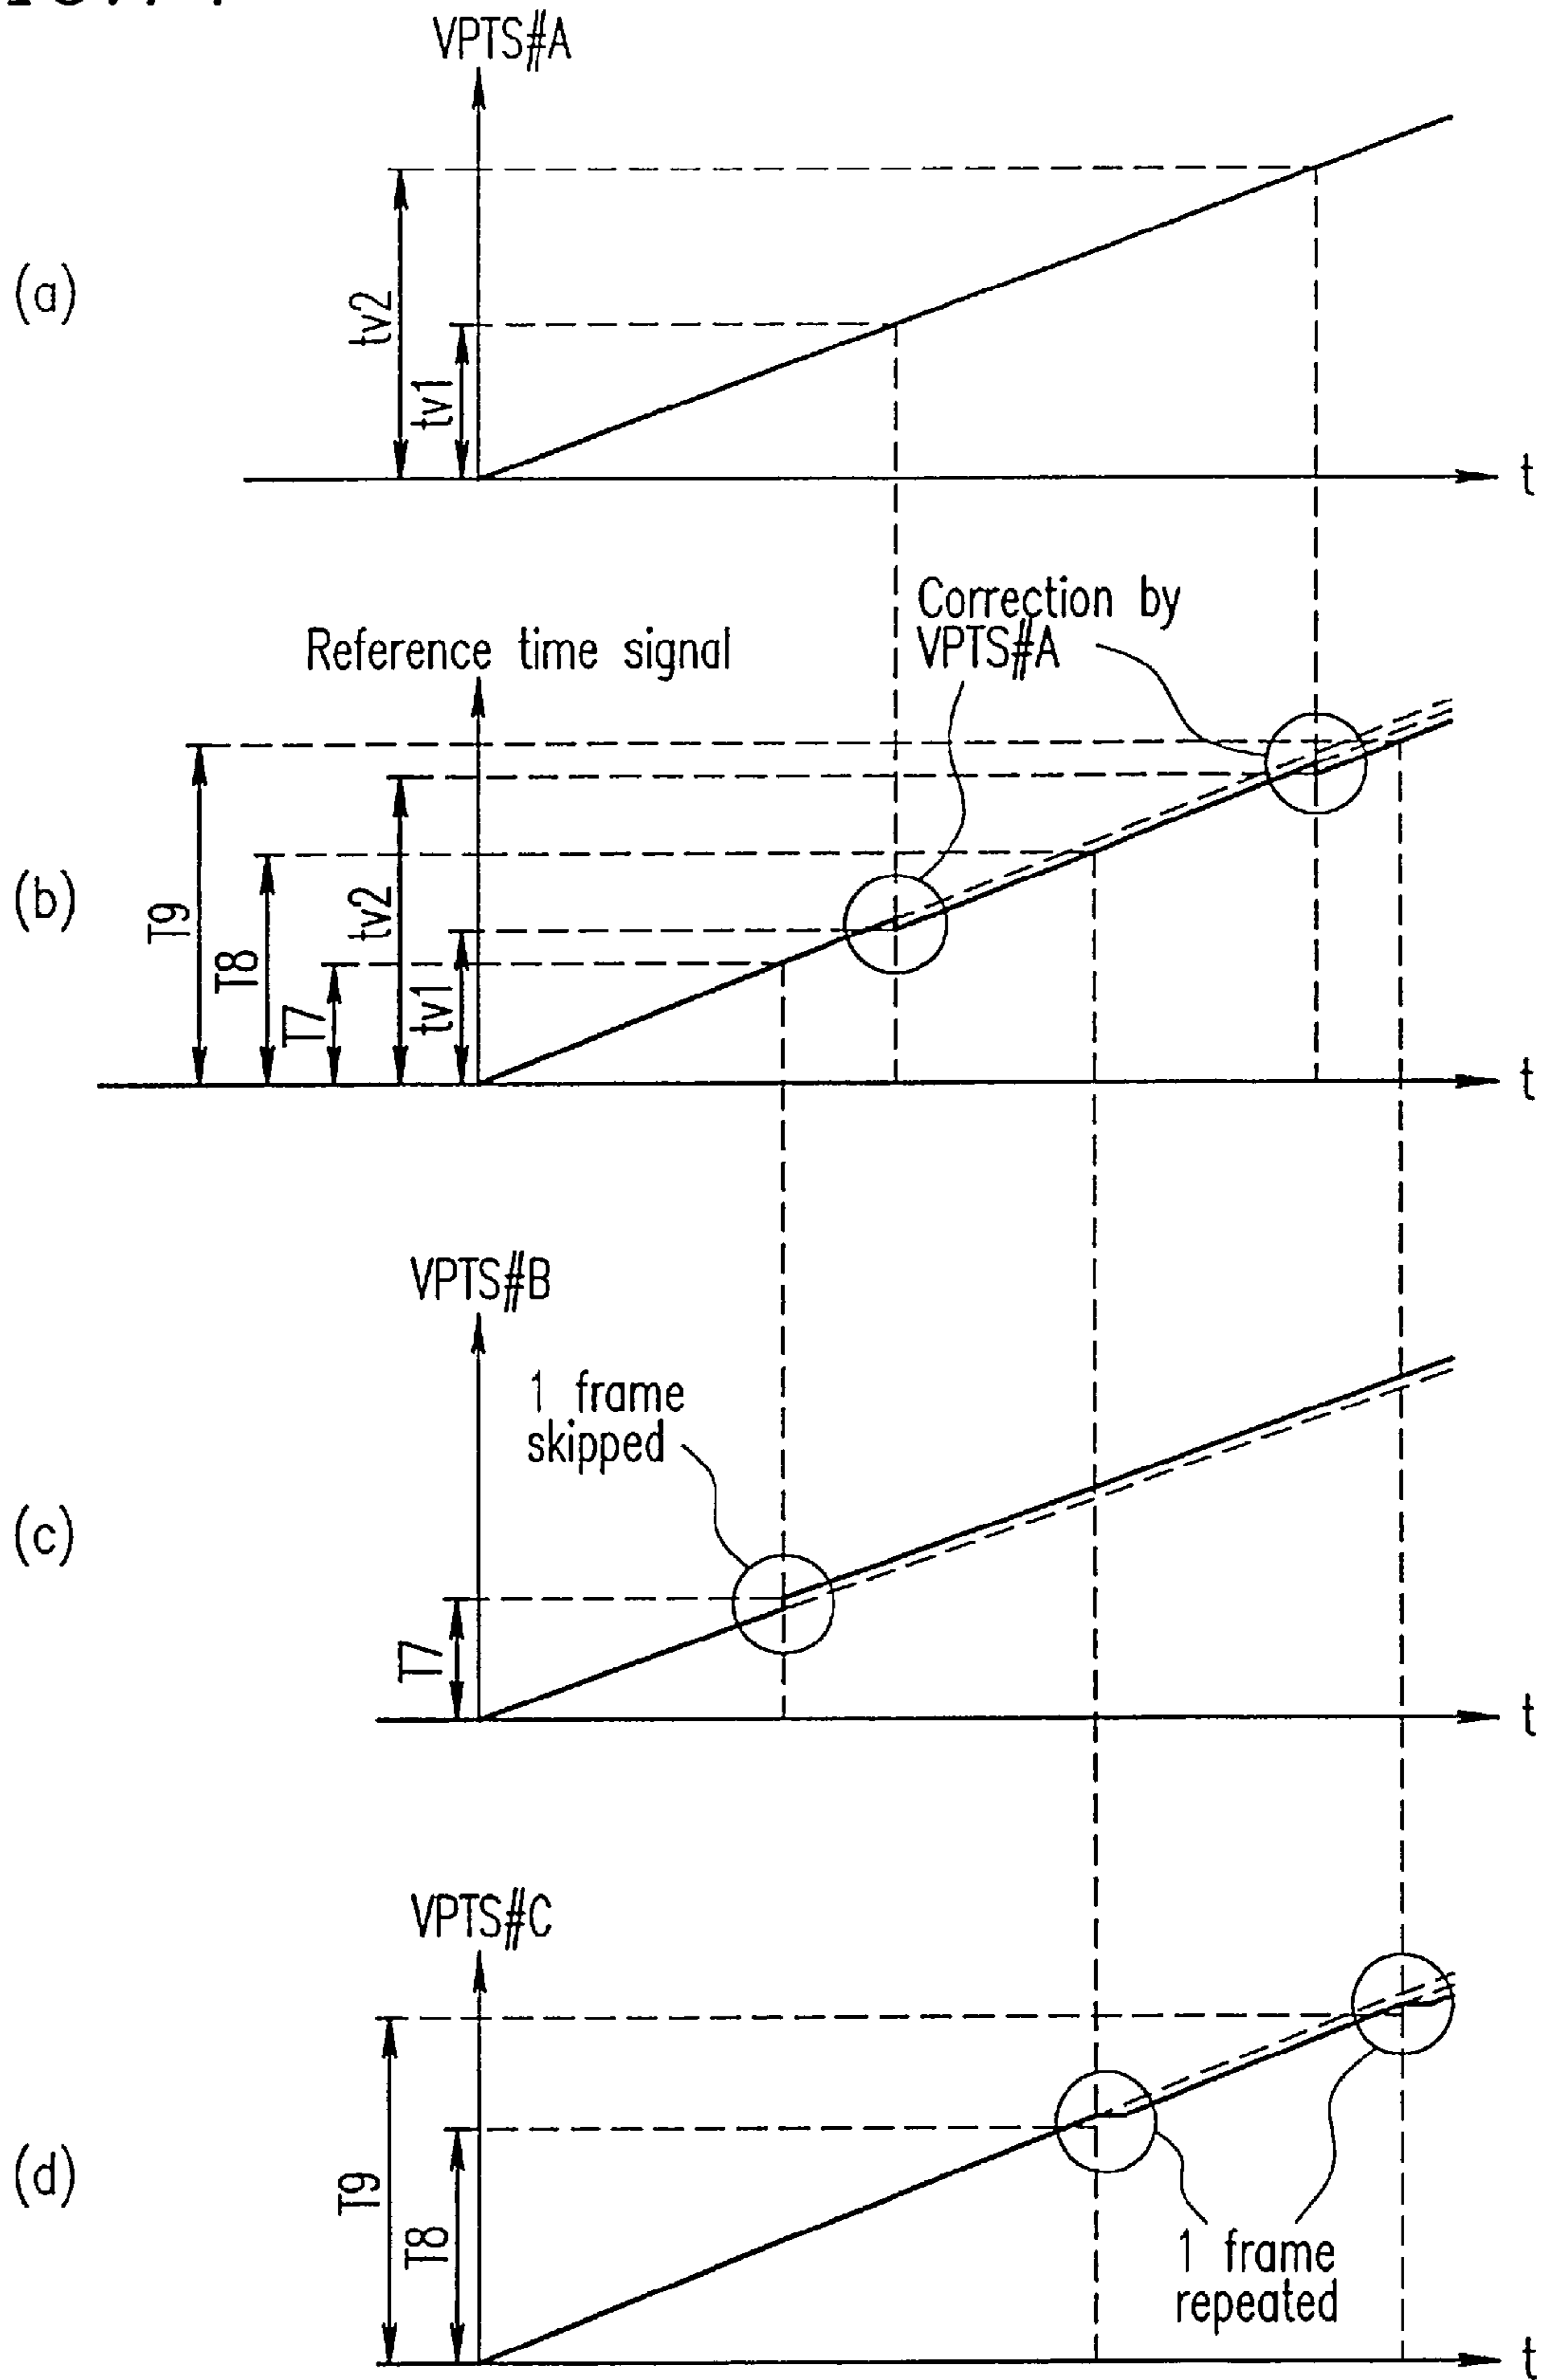 VPTS#A
(a)
tv2
tv1
t
Correction by
VPTS#A
Reference time signal
(b)
T9
T8
T7
tv2
tv1
t
VPTS#B
1 frame
skipped
(c)
T7
t
VPTS#C
(d)
T9
T8
1 frame
repeated
t